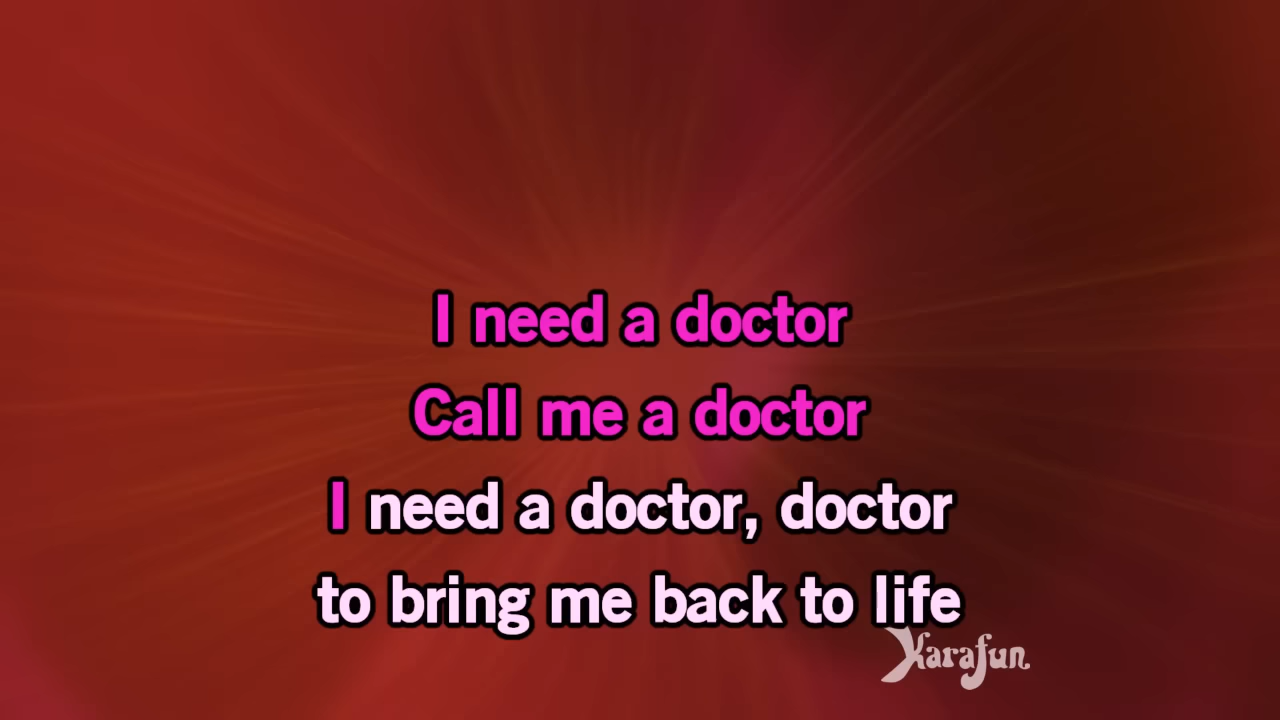 I need a doctor
Call me a doctor
I need a doctor, doctor
to bring me back to life
Karafun